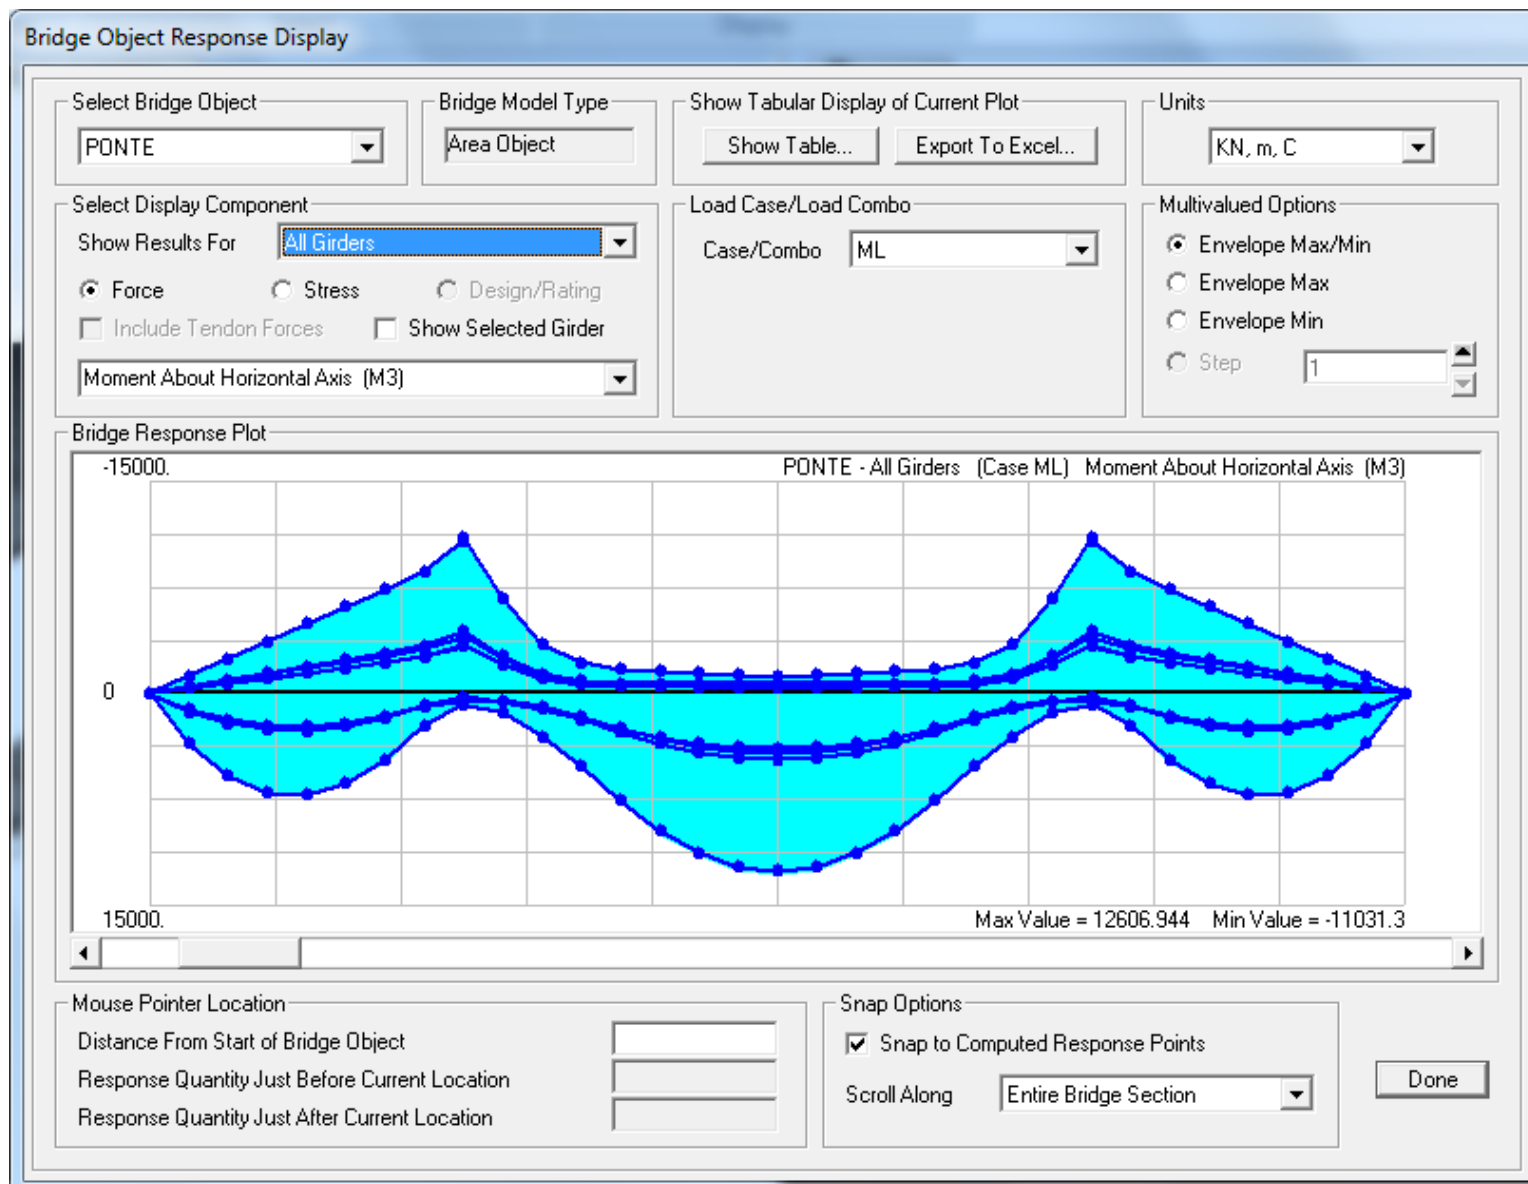 Bridge Object Response Display
Select Bridge Object
PONTE
Bridge Model Type
Area Object
Show Tabular Display of Current Plot
Show Table...
Export To Excel...
Units
KN, m, C
Select Display Component
Show Results For
All Girders
Force
Stress
Design/Rating
Include Tendon Forces
Show Selected Girder
Moment About Horizontal Axis (M3)
Load Case/Load Combo
Case/Combo
ML
Multivalued Options
Envelope Max/Min
Envelope Max
Envelope Min
Step
1
Bridge Response Plot
-15000.
PONTE - All Girders (Case ML) Moment About Horizontal Axis (M3)
0
15000.
Max Value = 12606.944 Min Value = -11031.3
Mouse Pointer Location
Distance From Start of Bridge Object
Response Quantity Just Before Current Location
Response Quantity Just After Current Location
Snap Options
Snap to Computed Response Points
Scroll Along
Entire Bridge Section
Done